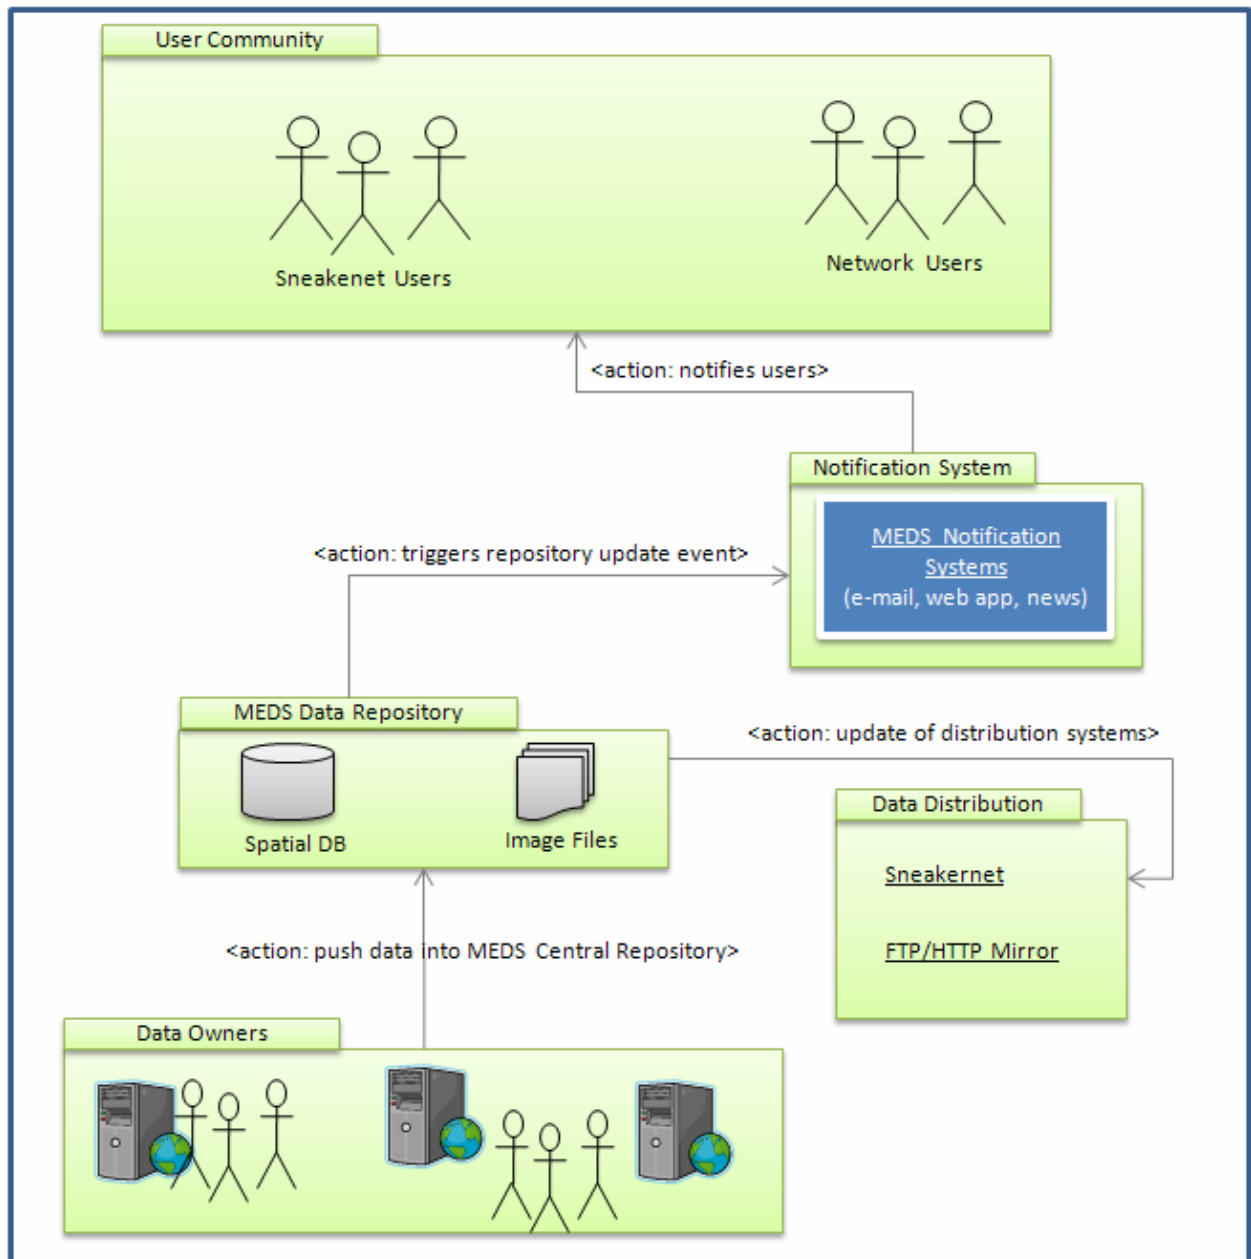 User Community
Sneakenet Users
Network Users
<action: notifies users>
Notification System
MEDS Notification
Systems
(e-mail, web app, news)
<action: triggers repository update event>
MEDS Data Repository
Spatial DB
Image Files
<action: update of distribution systems>
Data Distribution
Sneakernet
FTP/HTTP Mirror
<action: push data into MEDS Central Repository>
Data Owners